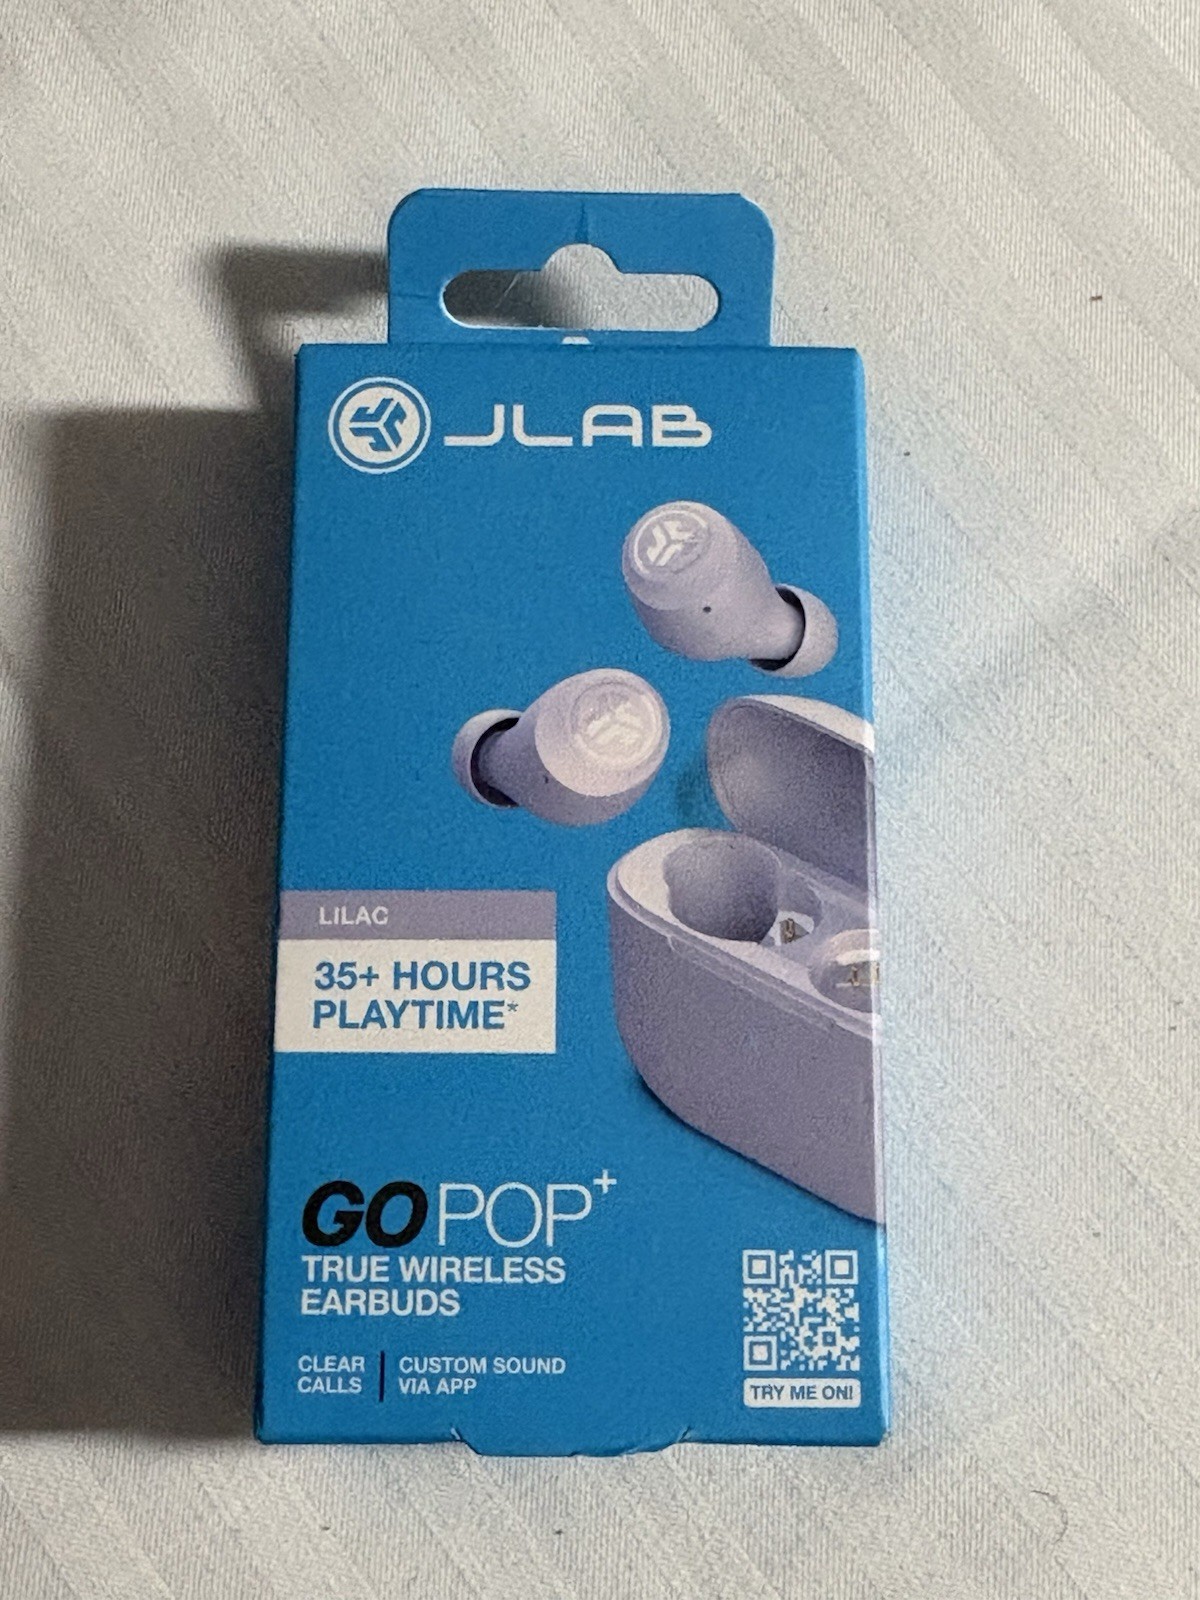 JLAB
LILAC
35+ HOURS
PLAYTIME*
GO POP+
TRUE WIRELESS
EARBUDS
CLEAR
CALLS
CUSTOM SOUND
VIA APP
TRY ME ON!